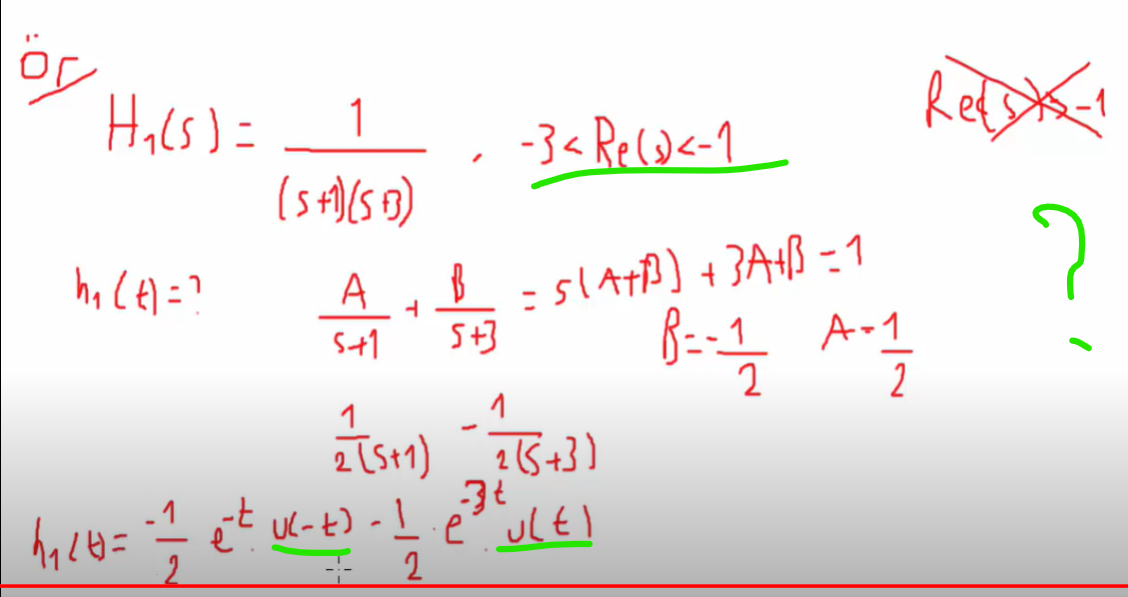 Ör
H₁(s) = 1/((s+1)(s+3)) , -3 < Re(s) < -1
Re{s}>-1
h₁(t)=? A/(s+1) + B/(s+3) = s(A+B) + 3A+B = 1
B=-1/2 A-1/2
1/2(s+1) - 1/2(s+3)
h₁(t)= -1/2 e^-t . u(-t) - 1/2 . e^-3t . u(t)
?